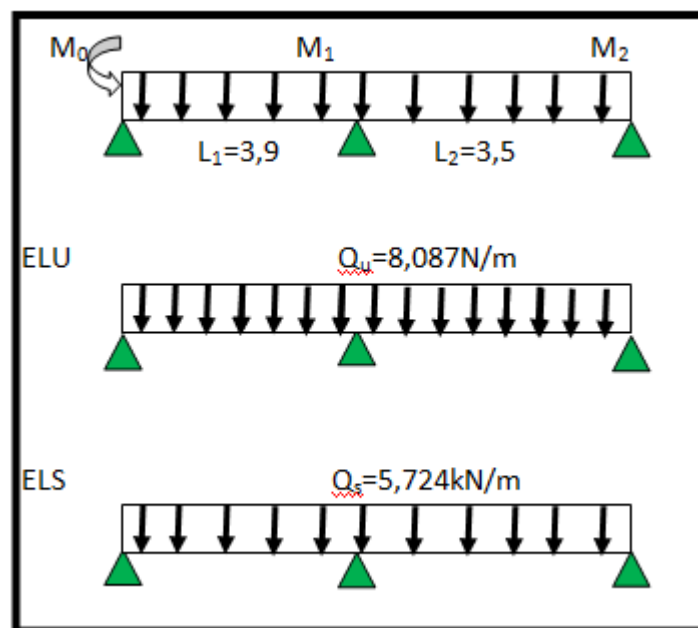 M₀ M₁ M₂
L₁=3,9 L₂=3,5
ELU Qᵤ=8,087N/m
ELS Qₛ=5,724kN/m